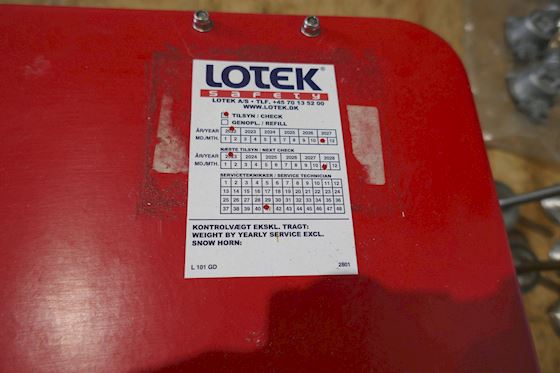 LOTEK®
safety
LOTEK A/S • TLF. +45 70 13 52 00
WWW.LOTEK.DK
TILSYN / CHECK
GENOPL. / REFILL
ÅR/YEAR 2023 2024 2025 2026 2027
MD./MTH. 1 2 3 4 5 6 7 8 9 10 12
NÆSTE TILSYN / NEXT CHECK
ÅR/YEAR 2024 2025 2026 2027 2028
MD./MTH. 1 2 3 4 5 6 7 8 9 10 12
SERVICETEKNIKKER / SERVICE TECHNICIAN
1 2 3 4 5 6 7 8 9 10 11 12
13 14 15 16 17 18 19 20 21 22 23 24
25 26 27 28 29 30 31 32 33 34 35 36
37 38 39 40 42 43 44 45 46 47 48
KONTROLVÆGT EKSKL. TRAGT:
WEIGHT BY YEARLY SERVICE EXCL.
SNOW HORN:
L 101 GD 2801